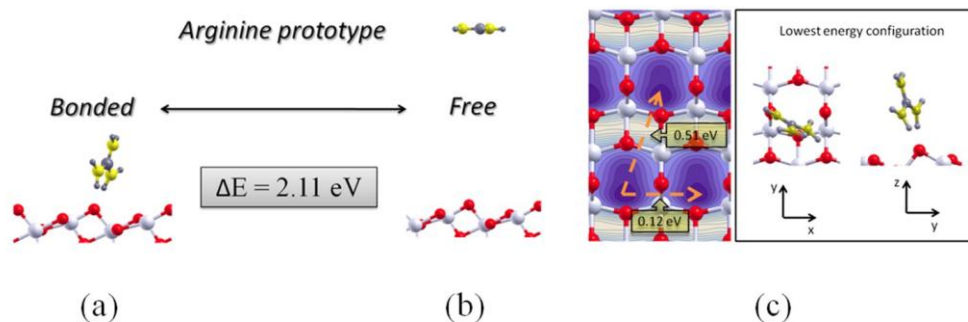 Arginine prototype
Bonded
Free
ΔE = 2.11 eV
0.51 eV
0.12 eV
Lowest energy configuration
y
x
z
y
(a)
(b)
(c)